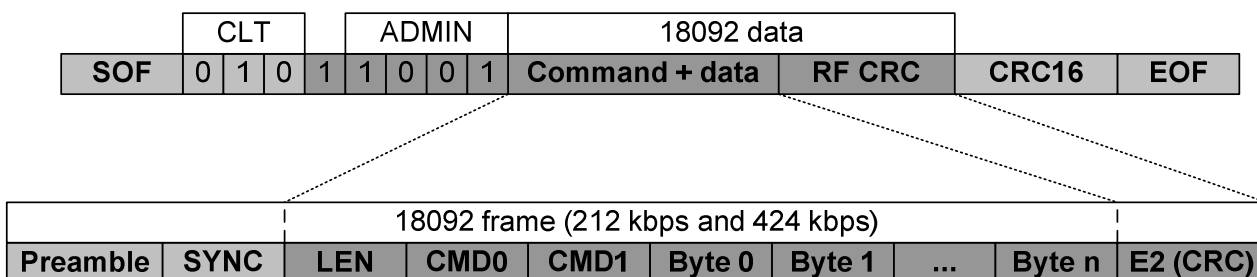 CLT ADMIN 18092 data
SOF 0 1 0 1 1 0 0 1 Command + data RF CRC CRC16 EOF
18092 frame (212 kbps and 424 kbps)
Preamble SYNC LEN CMD0 CMD1 Byte 0 Byte 1 ... Byte n E2 (CRC)